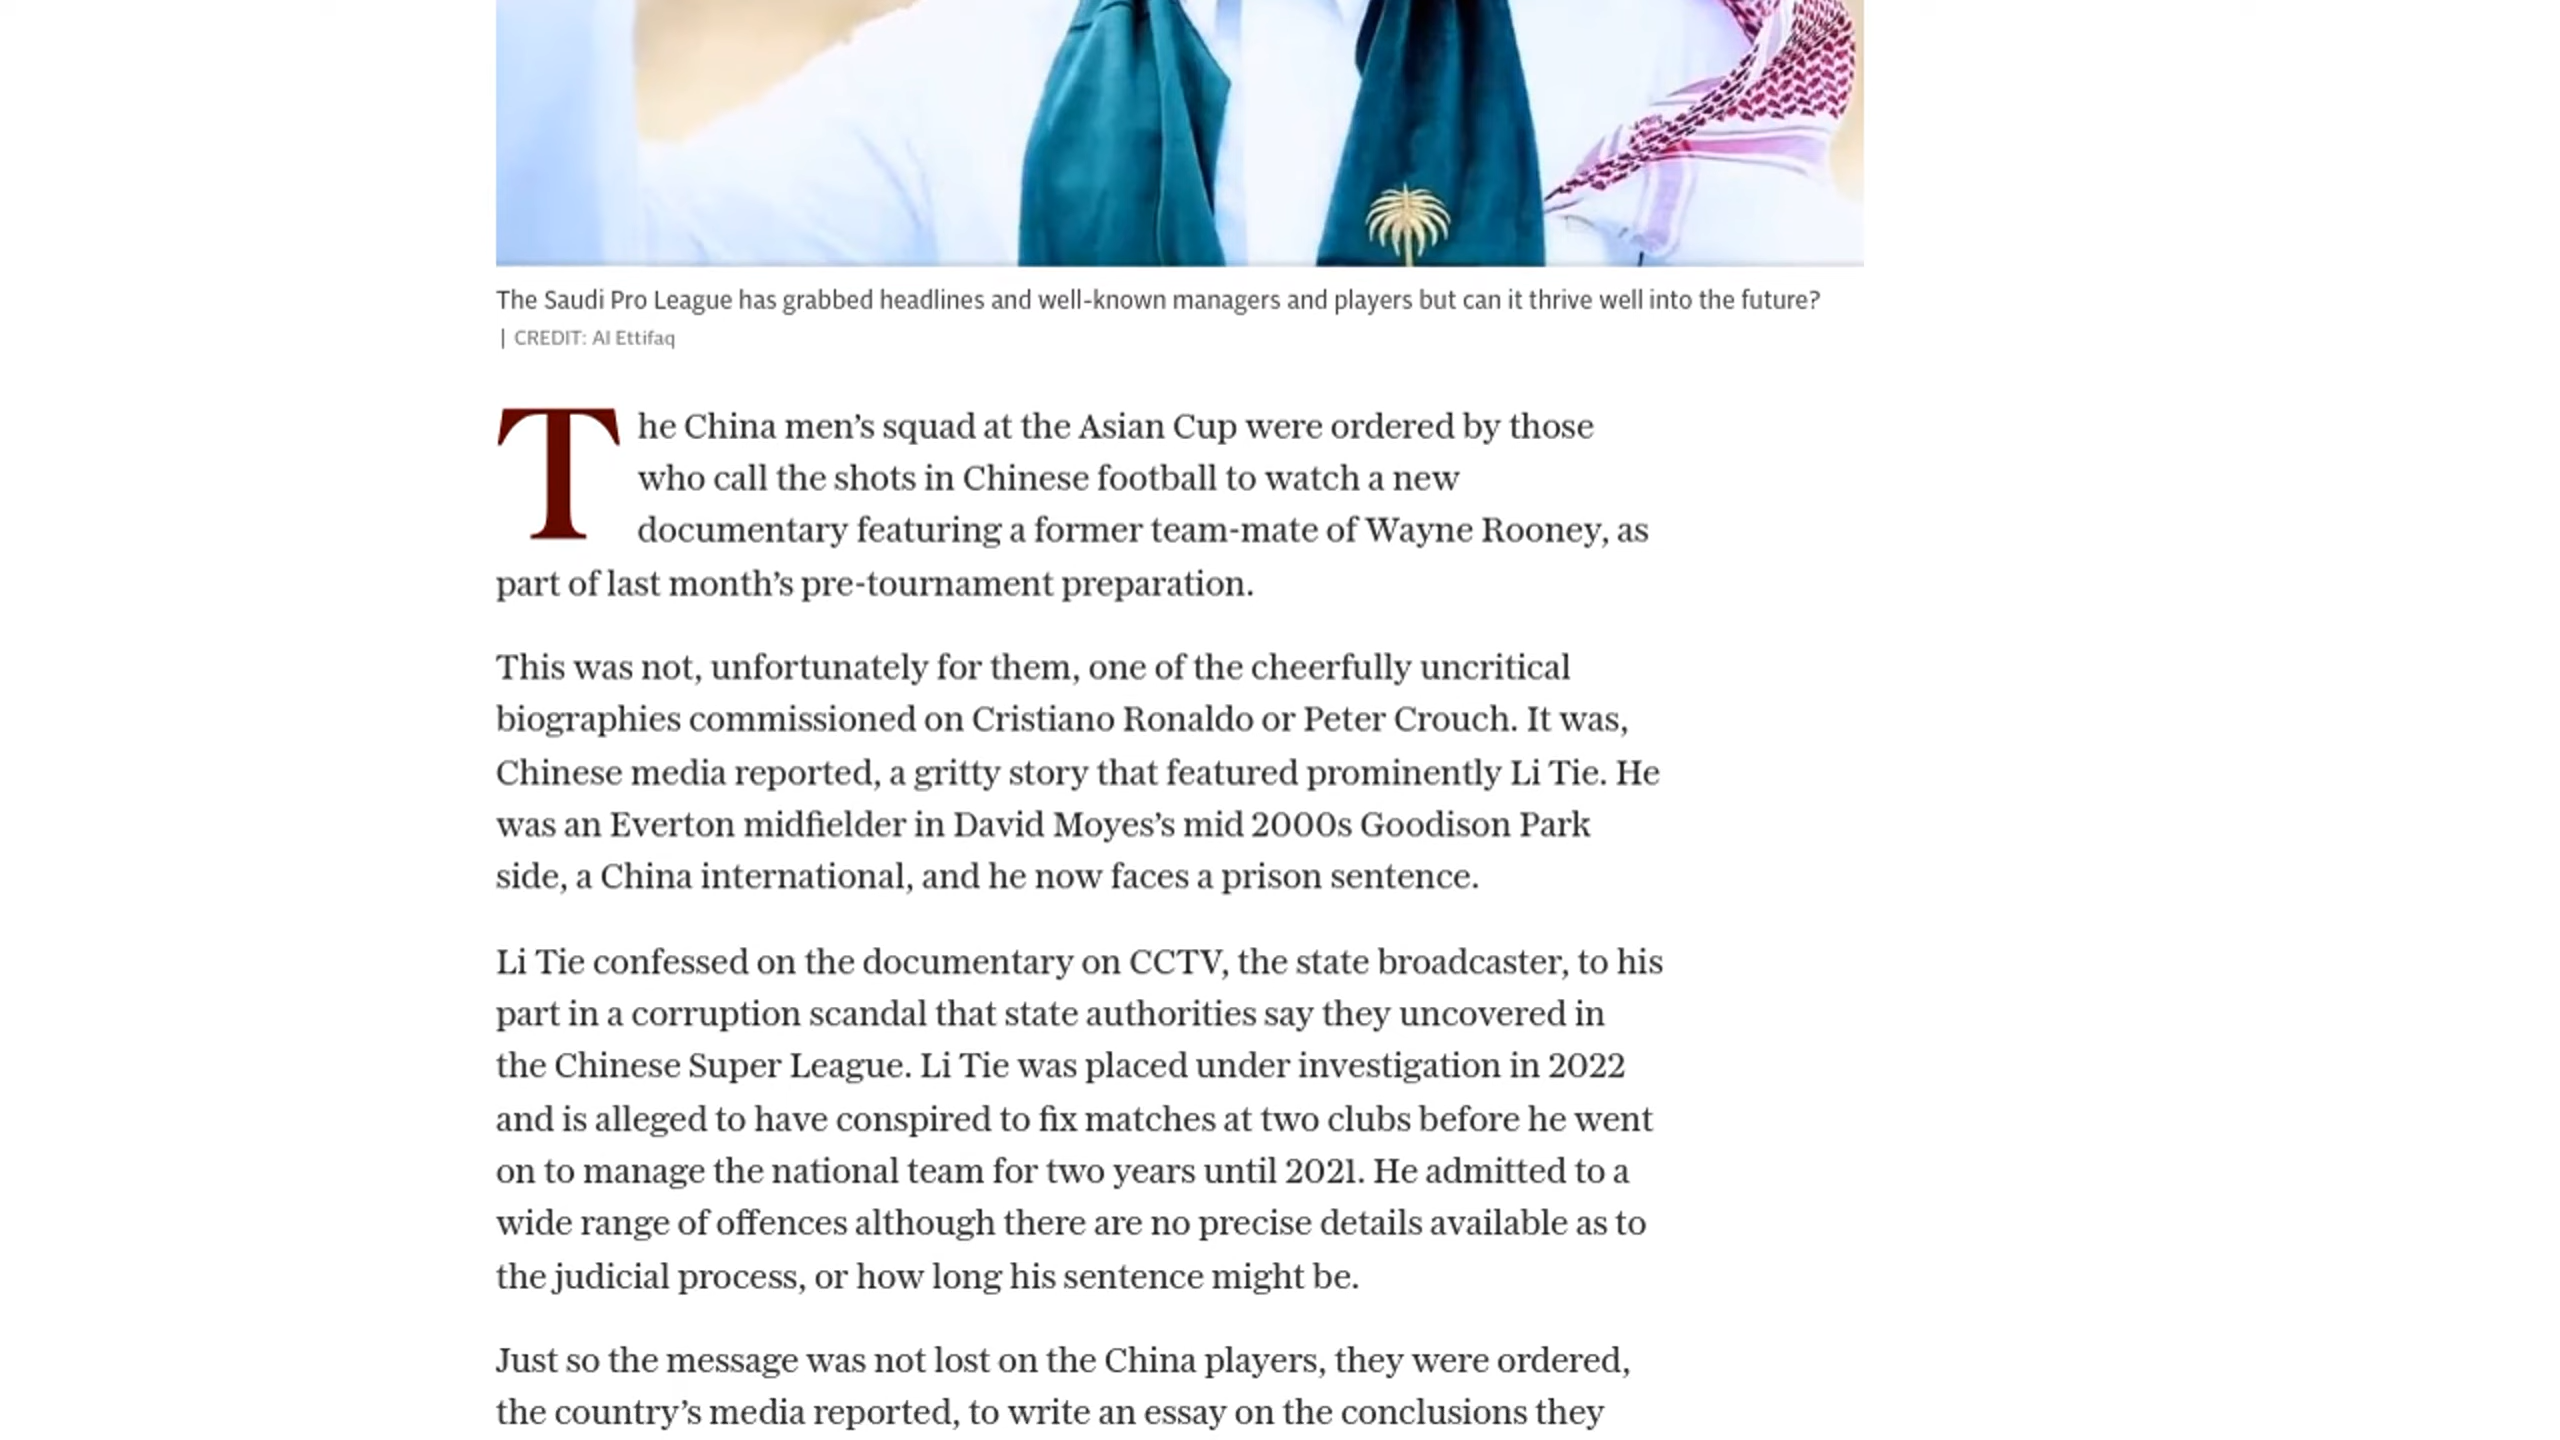 The Saudi Pro League has grabbed headlines and well-known managers and players but can it thrive well into the future?
| CREDIT: Al Ettifaq
The China men’s squad at the Asian Cup were ordered by those
who call the shots in Chinese football to watch a new
documentary featuring a former team-mate of Wayne Rooney, as
part of last month’s pre-tournament preparation.
This was not, unfortunately for them, one of the cheerfully uncritical
biographies commissioned on Cristiano Ronaldo or Peter Crouch. It was,
Chinese media reported, a gritty story that featured prominently Li Tie. He
was an Everton midfielder in David Moyes’s mid 2000s Goodison Park
side, a China international, and he now faces a prison sentence.
Li Tie confessed on the documentary on CCTV, the state broadcaster, to his
part in a corruption scandal that state authorities say they uncovered in
the Chinese Super League. Li Tie was placed under investigation in 2022
and is alleged to have conspired to fix matches at two clubs before he went
on to manage the national team for two years until 2021. He admitted to a
wide range of offences although there are no precise details available as to
the judicial process, or how long his sentence might be.
Just so the message was not lost on the China players, they were ordered,
the country’s media reported, to write an essay on the conclusions they